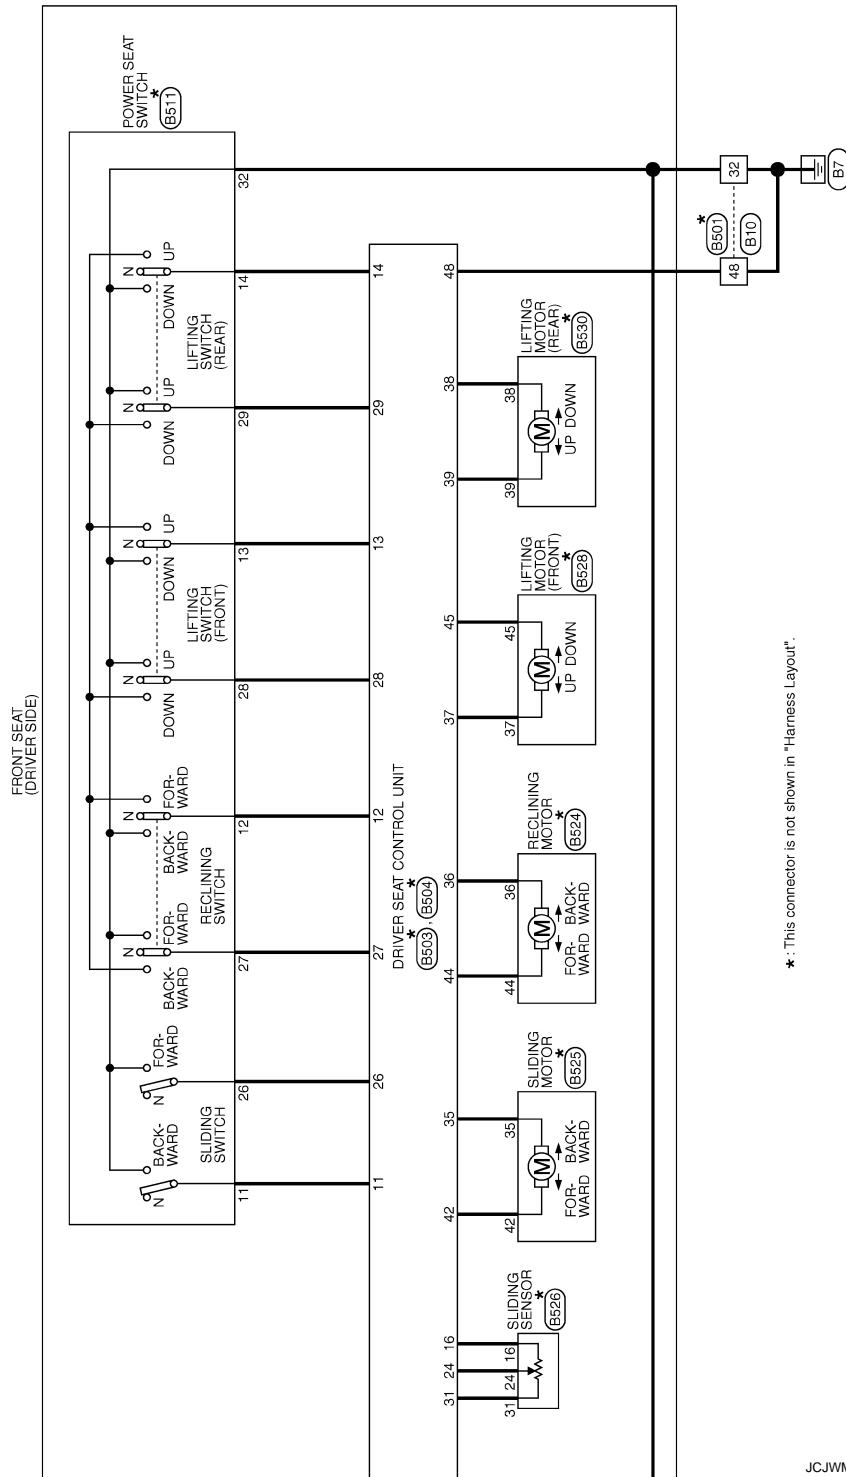 FRONT SEAT
(DRIVER SIDE)
POWER SEAT
SWITCH
*
B511
BACK-
WARD
N
FOR-
WARD
N
SLIDING
SWITCH
BACK-
WARD
N
FOR-
WARD
BACK-
WARD
N
FOR-
WARD
RECLINING
SWITCH
DOWN
N
UP
DOWN
N
UP
LIFTING
SWITCH
(FRONT)
DOWN
N
UP
DOWN
N
UP
LIFTING
SWITCH
(REAR)
11
26
27
12
28
13
29
14
32
11
26
27
12
28
13
29
14
DRIVER SEAT CONTROL UNIT
* *
B503 , B504
31 24 16
42
35
44
36
37
45
39
38
48
31 24 16
SLIDING
SENSOR
*
B526
42
35
SLIDING
MOTOR
*
B525
M
FOR-
WARD
BACK-
WARD
44
36
RECLINING
MOTOR
*
B524
M
FOR-
WARD
BACK-
WARD
37
45
LIFTING
MOTOR
(FRONT)
*
B528
M
UP DOWN
39
38
LIFTING
MOTOR
(REAR)
*
B530
M
UP DOWN
*
B501
B10
48
32
B7
* : This connector is not shown in "Harness Layout".
JCJWM